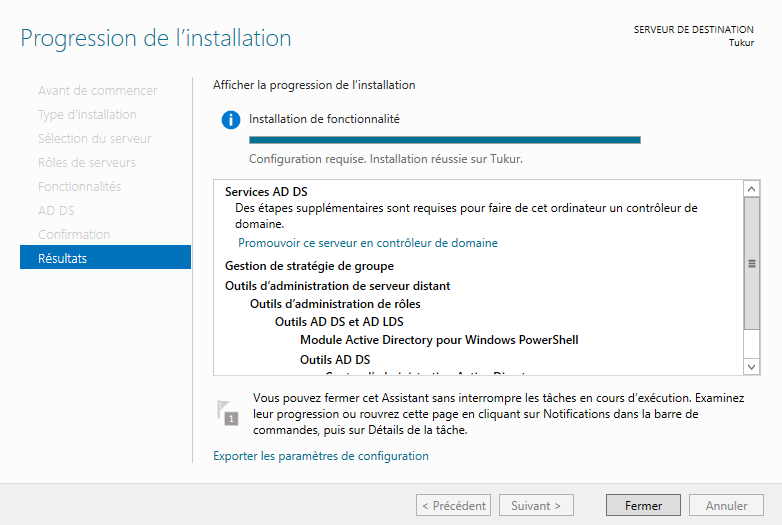 Progression de l'installation
SERVEUR DE DESTINATION
Tukur
Avant de commencer
Type d'installation
Sélection du serveur
Rôles de serveurs
Fonctionnalités
AD DS
Confirmation
Résultats
Afficher la progression de l'installation
Installation de fonctionnalité
Configuration requise. Installation réussie sur Tukur.
Services AD DS
Des étapes supplémentaires sont requises pour faire de cet ordinateur un contrôleur de
domaine.
Promouvoir ce serveur en contrôleur de domaine
Gestion de stratégie de groupe
Outils d'administration de serveur distant
Outils d'administration de rôles
Outils AD DS et AD LDS
Module Active Directory pour Windows PowerShell
Outils AD DS
1
Vous pouvez fermer cet Assistant sans interrompre les tâches en cours d'exécution. Examinez
leur progression ou rouvrez cette page en cliquant sur Notifications dans la barre de
commandes, puis sur Détails de la tâche.
Exporter les paramètres de configuration
< Précédent
Suivant >
Fermer
Annuler